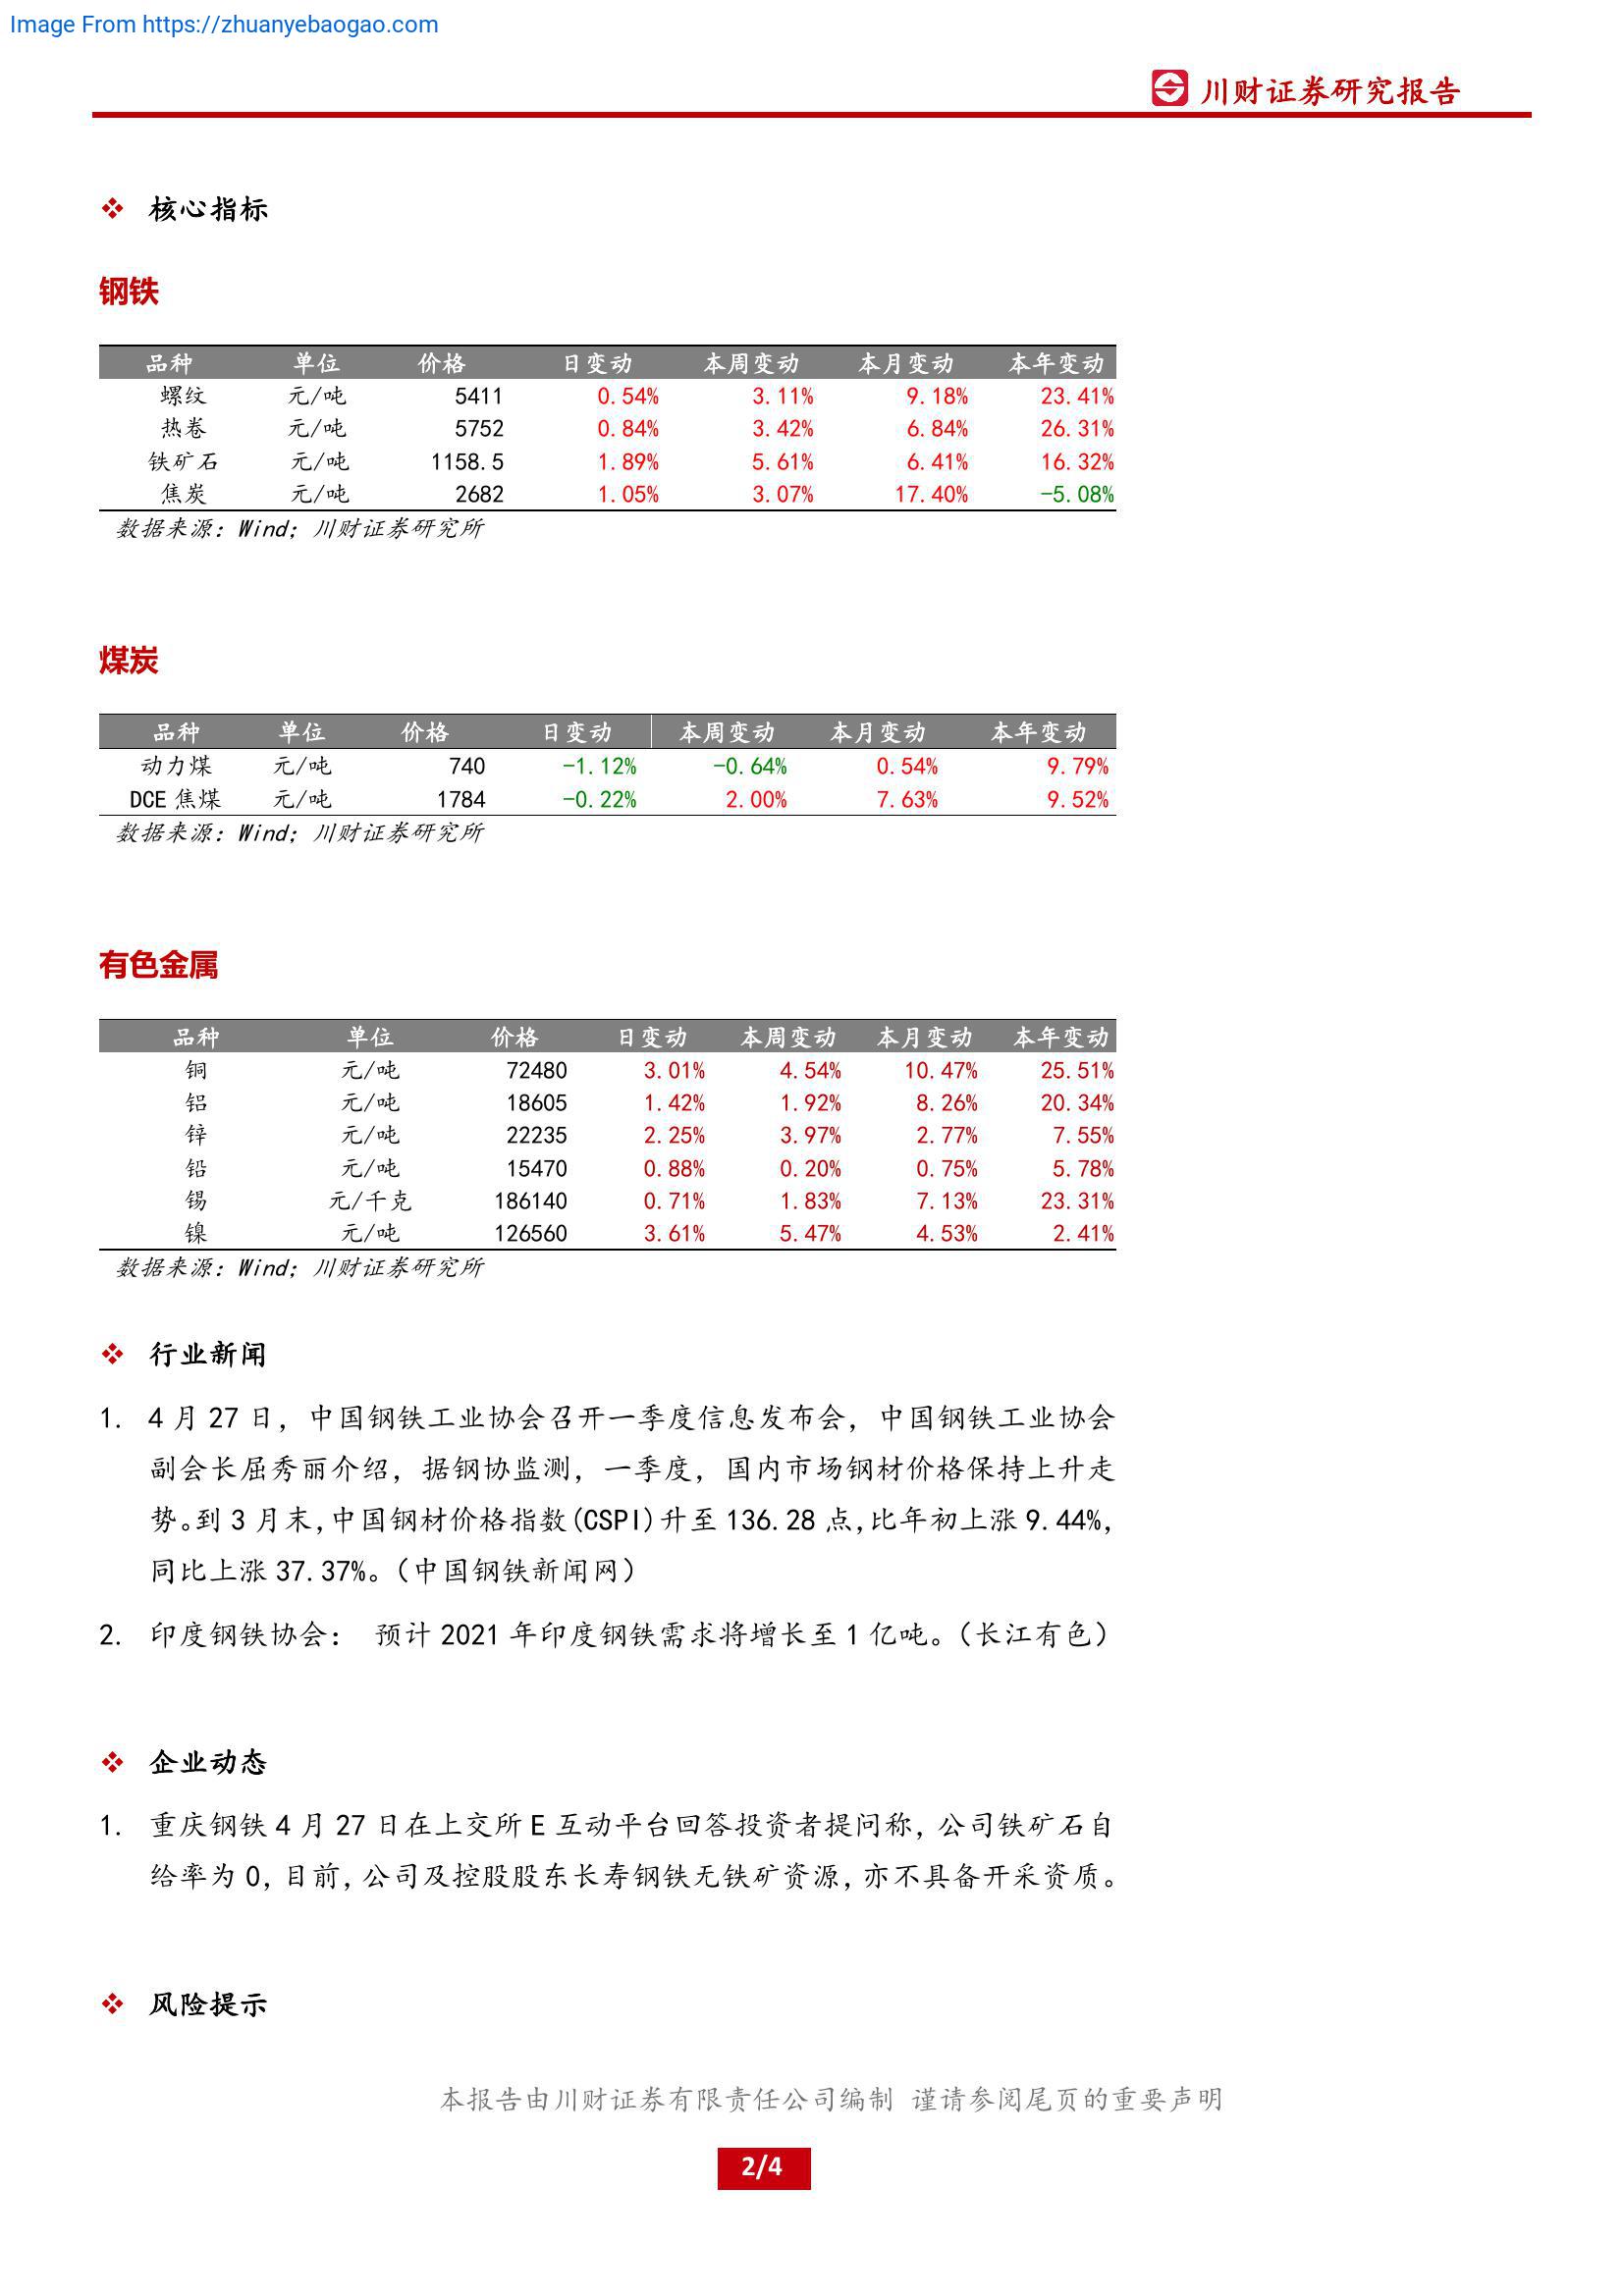 Image From https://zhuanyebaogao.com
川财证券研究报告
❖ 核心指标
钢铁
品种 单位 价格 日变动 本周变动 本月变动 本年变动
螺纹 元/吨 5411 0.54% 3.11% 9.18% 23.41%
热卷 元/吨 5752 0.84% 3.42% 6.84% 26.31%
铁矿石 元/吨 1158.5 1.89% 5.61% 6.41% 16.32%
焦炭 元/吨 2682 1.05% 3.07% 17.40% -5.08%
数据来源：Wind；川财证券研究所
煤炭
品种 单位 价格 日变动 本周变动 本月变动 本年变动
动力煤 元/吨 740 -1.12% -0.64% 0.54% 9.79%
DCE 焦煤 元/吨 1784 -0.22% 2.00% 7.63% 9.52%
数据来源：Wind；川财证券研究所
有色金属
品种 单位 价格 日变动 本周变动 本月变动 本年变动
铜 元/吨 72480 3.01% 4.54% 10.47% 25.51%
铝 元/吨 18605 1.42% 1.92% 8.26% 20.34%
锌 元/吨 22235 2.25% 3.97% 2.77% 7.55%
铅 元/吨 15470 0.88% 0.20% 0.75% 5.78%
锡 元/千克 186140 0.71% 1.83% 7.13% 23.31%
镍 元/吨 126560 3.61% 5.47% 4.53% 2.41%
数据来源：Wind；川财证券研究所
❖ 行业新闻
1. 4 月 27 日，中国钢铁工业协会召开一季度信息发布会，中国钢铁工业协会
副会长屈秀丽介绍，据钢协监测，一季度，国内市场钢材价格保持上升走
势。到 3 月末，中国钢材价格指数(CSPI)升至 136.28 点，比年初上涨 9.44%，
同比上涨 37.37%。（中国钢铁新闻网）
2. 印度钢铁协会： 预计 2021 年印度钢铁需求将增长至 1 亿吨。（长江有色）
❖ 企业动态
1. 重庆钢铁 4 月 27 日在上交所 E 互动平台回答投资者提问称，公司铁矿石自
给率为 0，目前，公司及控股股东长寿钢铁无铁矿资源，亦不具备开采资质。
❖ 风险提示
本报告由川财证券有限责任公司编制 谨请参阅尾页的重要声明
2/4